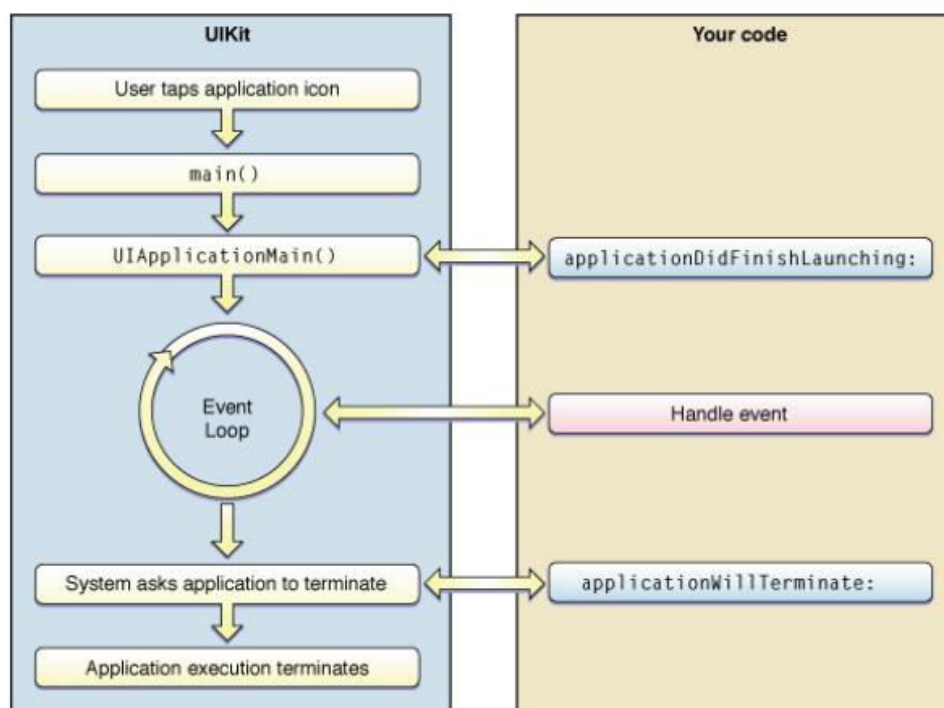 UIKit
Your code
User taps application icon
main()
UIApplicationMain()
applicationDidFinishLaunching:
Event
Loop
Handle event
System asks application to terminate
applicationWillTerminate:
Application execution terminates